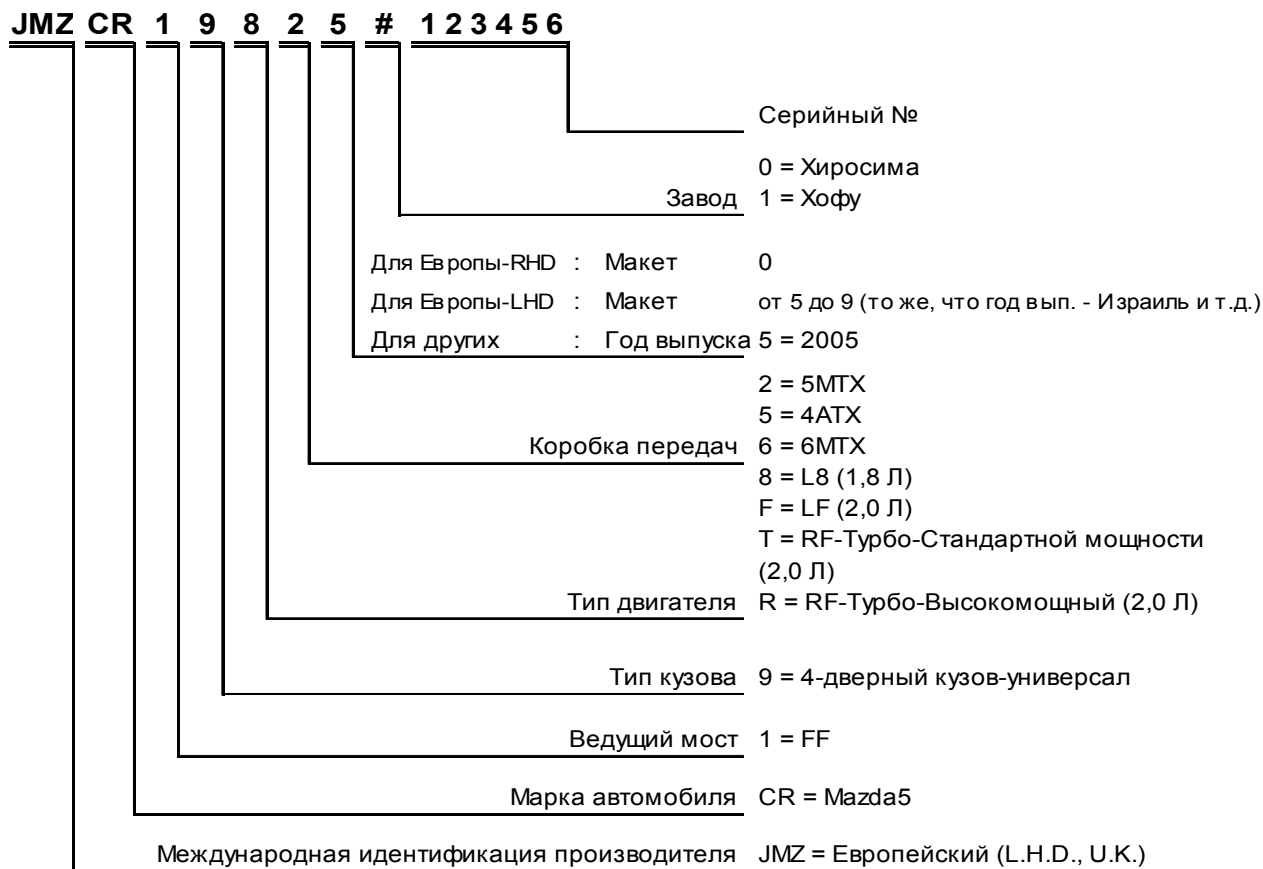 JMZ CR 1 9 8 2 5 # 1 2 3 4 5 6
Серийный №
0 = Хиросима
Завод 1 = Хофу
Для Европы-RHD : Макет 0
Для Европы-LHD : Макет от 5 до 9 (то же, что год вып. - Израиль и т.д.)
Для других : Год выпуска 5 = 2005
2 = 5MTX
5 = 4ATX
Коробка передач 6 = 6MTX
8 = L8 (1,8 Л)
F = LF (2,0 Л)
T = RF-Турбо-Стандартной мощности
(2,0 Л)
Тип двигателя R = RF-Турбо-Высокомощный (2,0 Л)
Тип кузова 9 = 4-дверный кузов-универсал
Ведущий мост 1 = FF
Марка автомобиля CR = Mazda5
Международная идентификация производителя JMZ = Европейский (L.H.D., U.K.)